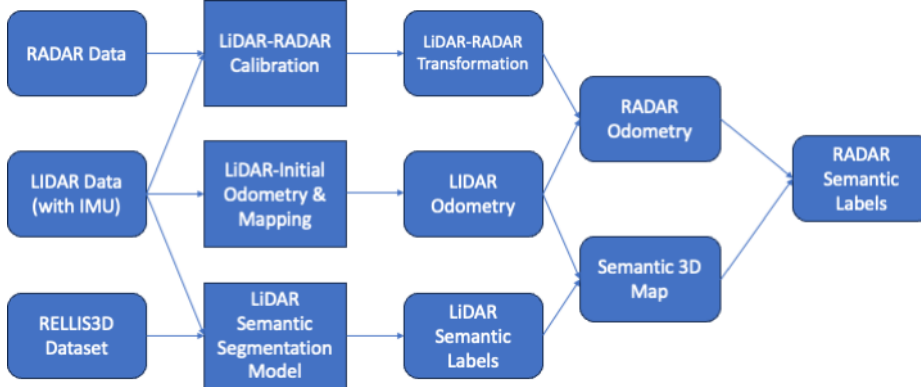 RADAR Data
LiDAR-RADAR
Calibration
LiDAR-RADAR
Transformation
RADAR
Odometry
LIDAR Data
(with IMU)
LiDAR-Initial
Odometry &
Mapping
LIDAR
Odometry
RADAR
Semantic
Labels
Semantic 3D
Map
RELLIS3D
Dataset
LiDAR
Semantic
Segmentation
Model
LiDAR
Semantic
Labels